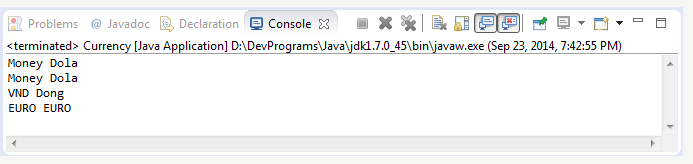 Problems @ Javadoc Declaration Console
<terminated> Currency [Java Application] D:\DevPrograms\Java\jdk1.7.0_45\bin\javaw.exe (Sep 23, 2014, 7:42:55 PM)
Money Dola
Money Dola
VND Dong
EURO EURO